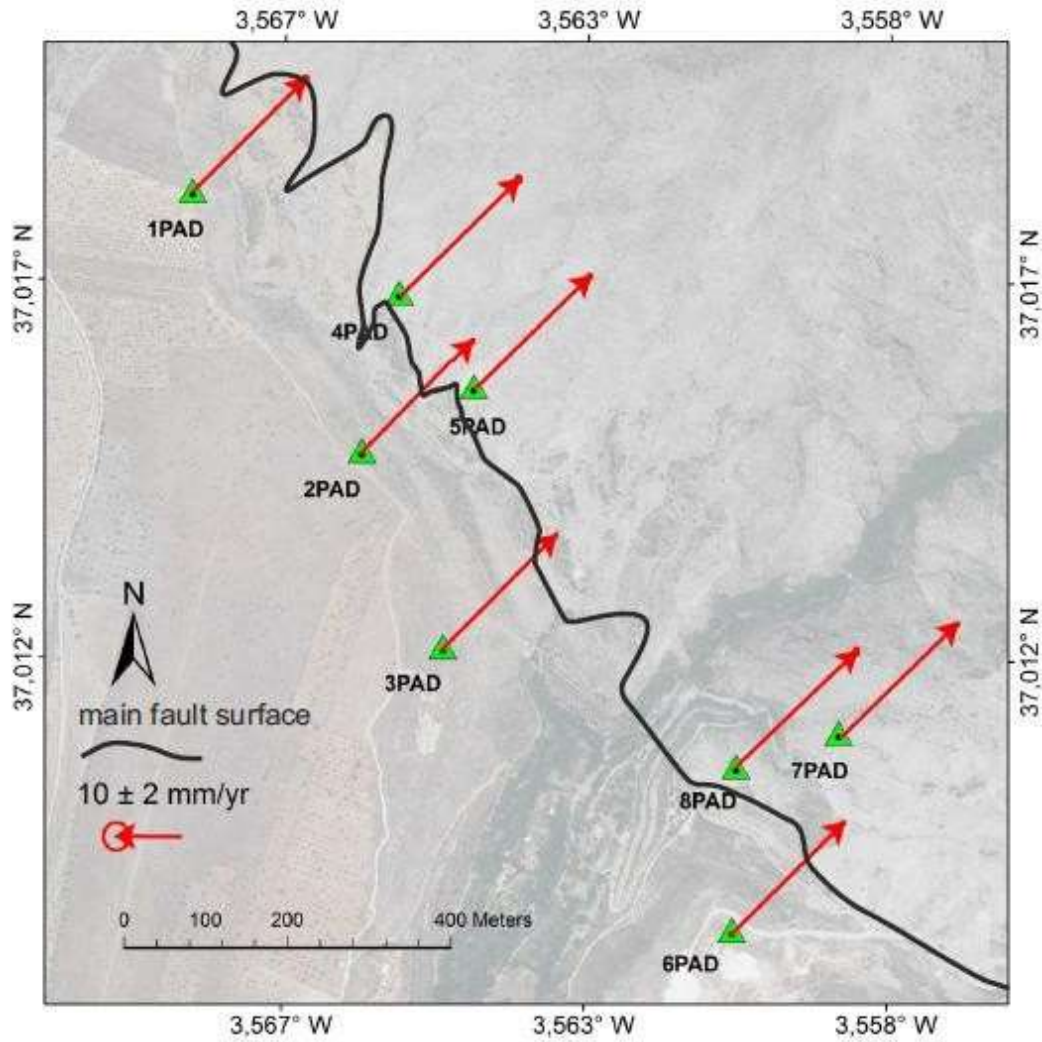 3,567° W 3,563° W 3,558° W
1PAD
37,017° N 37,017° N
4PAD
5PAD
2PAD
N
37,012° N 37,012° N
3PAD
main fault surface
7PAD
10 ± 2 mm/yr
8PAD
0 100 200 400 Meters
6PAD
3,567° W 3,563° W 3,558° W